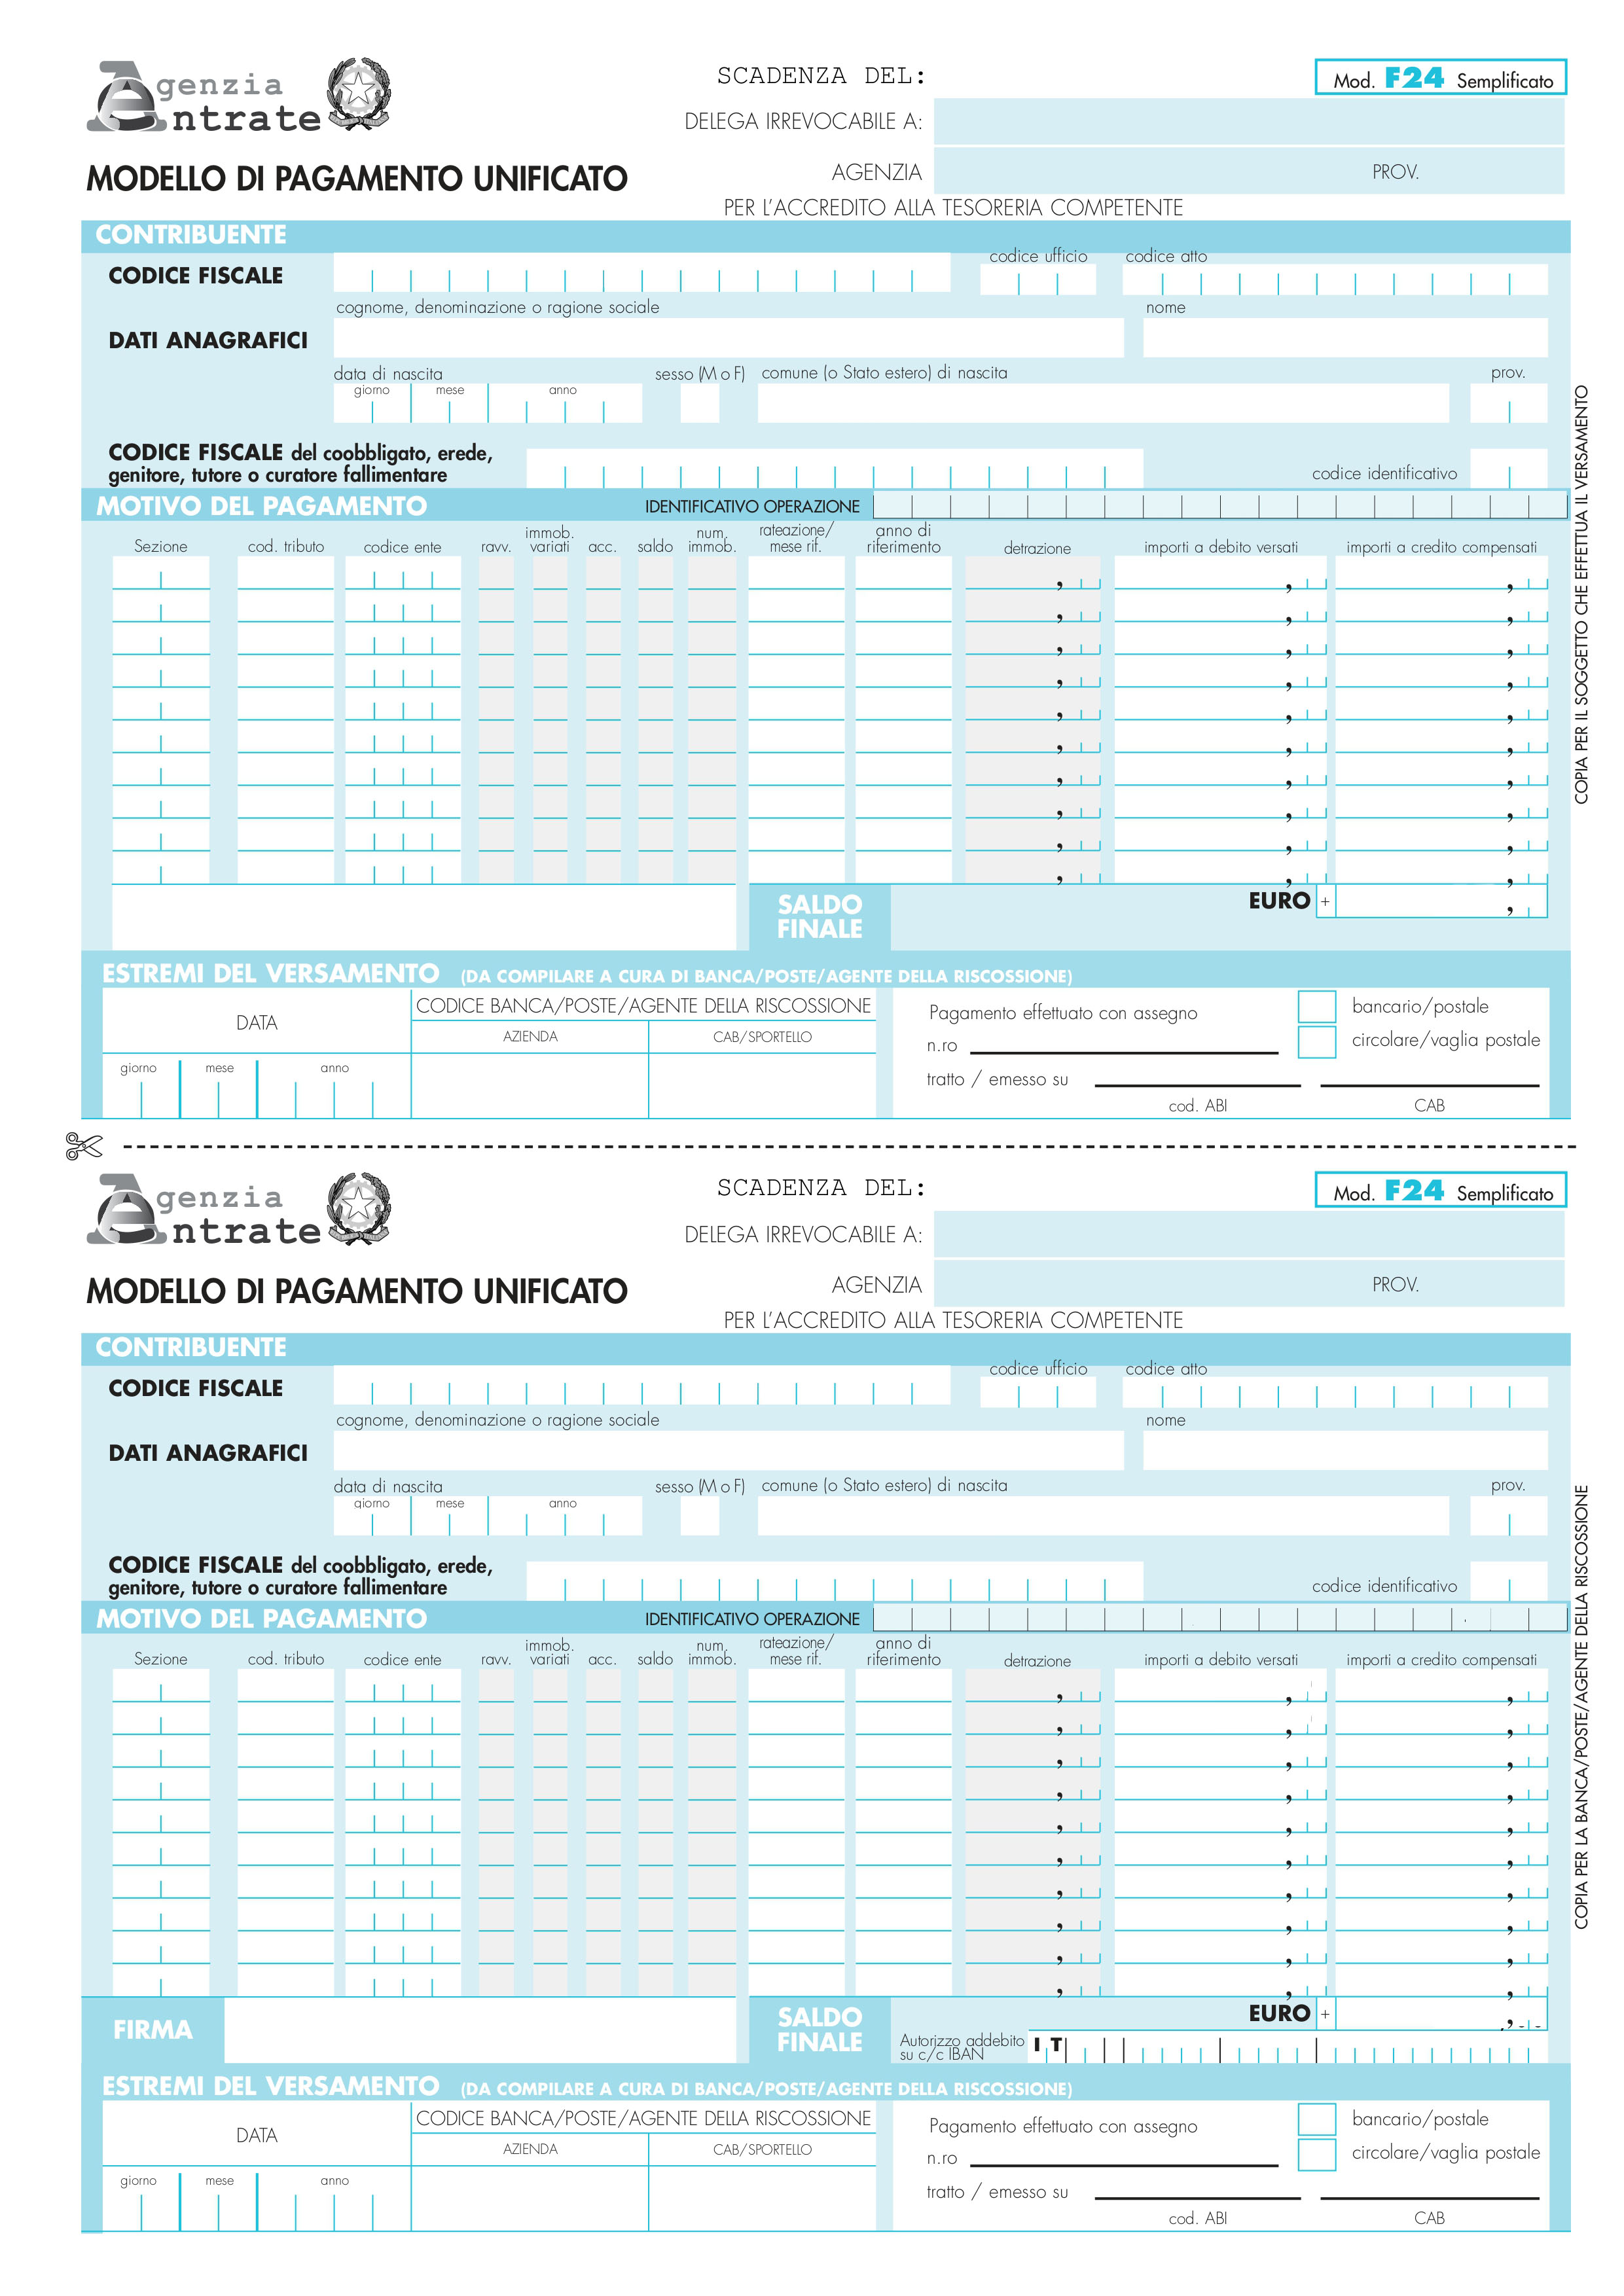 Agenzia
Entrate
SCADENZA DEL:
Mod. F24 Semplificato
DELEGA IRREVOCABILE A:
MODELLO DI PAGAMENTO UNIFICATO
AGENZIA PROV.
PER L'ACCREDITO ALLA TESORERIA COMPETENTE
CONTRIBUENTE
codice ufficio codice atto
CODICE FISCALE
cognome, denominazione o ragione sociale nome
DATI ANAGRAFICI
data di nascita sesso (M o F) comune (o Stato estero) di nascita prov.
giorno mese anno
CODICE FISCALE del coobbligato, erede,
genitore, tutore o curatore fallimentare codice identificativo
MOTIVO DEL PAGAMENTO IDENTIFICATIVO OPERAZIONE
Sezione cod. tributo codice ente ravv. immob. variati acc. saldo num. immob. rateazione/ mese rif. anno di riferimento detrazione importi a debito versati importi a credito compensati
, , ,
, , ,
, , ,
, , ,
, , ,
, , ,
, , ,
, , ,
, , ,
, , ,
SALDO FINALE EURO + ,
ESTREMI DEL VERSAMENTO (DA COMPILARE A CURA DI BANCA/POSTE/AGENTE DELLA RISCOSSIONE)
DATA CODICE BANCA/POSTE/AGENTE DELLA RISCOSSIONE
AZIENDA CAB/SPORTELLO
giorno mese anno
Pagamento effettuato con assegno bancario/postale
n.ro circolare/vaglia postale
tratto / emesso su
cod. ABI CAB
COPIA PER IL SOGGETTO CHE EFFETTUA IL VERSAMENTO
Agenzia
Entrate
SCADENZA DEL:
Mod. F24 Semplificato
DELEGA IRREVOCABILE A:
MODELLO DI PAGAMENTO UNIFICATO
AGENZIA PROV.
PER L'ACCREDITO ALLA TESORERIA COMPETENTE
CONTRIBUENTE
codice ufficio codice atto
CODICE FISCALE
cognome, denominazione o ragione sociale nome
DATI ANAGRAFICI
data di nascita sesso (M o F) comune (o Stato estero) di nascita prov.
giorno mese anno
CODICE FISCALE del coobbligato, erede,
genitore, tutore o curatore fallimentare codice identificativo
MOTIVO DEL PAGAMENTO IDENTIFICATIVO OPERAZIONE
Sezione cod. tributo codice ente ravv. immob. variati acc. saldo num. immob. rateazione/ mese rif. anno di riferimento detrazione importi a debito versati importi a credito compensati
, , ,
, , ,
, , ,
, , ,
, , ,
, , ,
, , ,
, , ,
, , ,
, , ,
FIRMA SALDO FINALE EURO + ,
Autorizzo addebito su c/c IBAN I T
ESTREMI DEL VERSAMENTO (DA COMPILARE A CURA DI BANCA/POSTE/AGENTE DELLA RISCOSSIONE)
DATA CODICE BANCA/POSTE/AGENTE DELLA RISCOSSIONE
AZIENDA CAB/SPORTELLO
giorno mese anno
Pagamento effettuato con assegno bancario/postale
n.ro circolare/vaglia postale
tratto / emesso su
cod. ABI CAB
COPIA PER LA BANCA/POSTE/AGENTE DELLA RISCOSSIONE